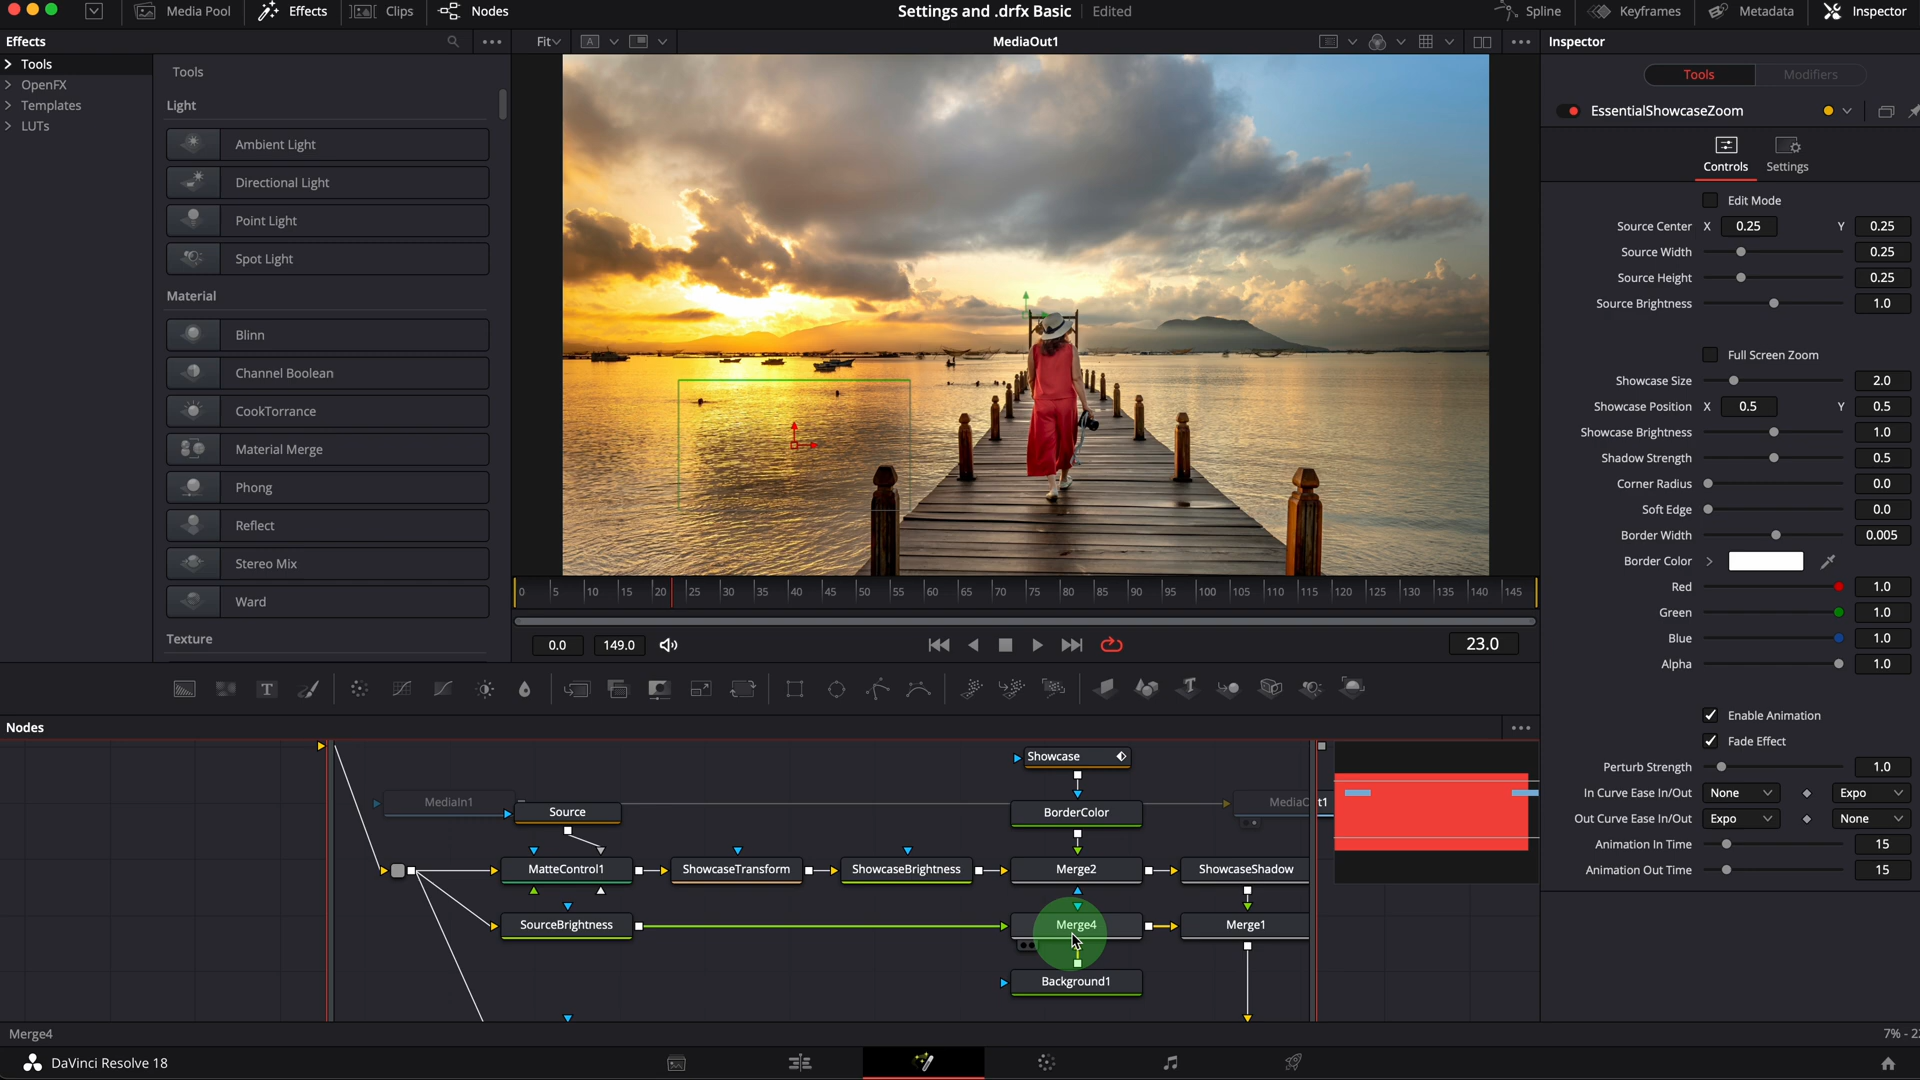 Media Pool Effects Clips Nodes Settings and .drfx Basic Edited Spline Keyframes Metadata Inspector
Effects Fit A MediaOut1 Inspector
Tools
OpenFX
Templates
LUTs
Tools
Light
Ambient Light
Directional Light
Point Light
Spot Light
Material
Blinn
Channel Boolean
CookTorrance
Material Merge
Phong
Reflect
Stereo Mix
Ward
Texture
0 5 10 15 20 25 30 35 40 45 50 55 60 65 70 75 80 85 90 95 100 105 110 115 120 125 130 135 140 145
0.0 149.0 23.0
Tools Modifiers
EssentialShowcaseZoom
Controls Settings
Edit Mode
Source Center X 0.25 Y 0.25
Source Width 0.25
Source Height 0.25
Source Brightness 1.0
Full Screen Zoom
Showcase Size 2.0
Showcase Position X 0.5 Y 0.5
Showcase Brightness 1.0
Shadow Strength 0.5
Corner Radius 0.0
Soft Edge 0.0
Border Width 0.005
Border Color
Red 1.0
Green 1.0
Blue 1.0
Alpha 1.0
Enable Animation
Fade Effect
Perturb Strength 1.0
In Curve Ease In/Out None Expo
Out Curve Ease In/Out Expo None
Animation In Time 15
Animation Out Time 15
T
Nodes
Showcase
MediaIn1 Source BorderColor
MatteControl1 ShowcaseTransform ShowcaseBrightness Merge2 ShowcaseShadow
SourceBrightness Merge4 Merge1
Background1
Merge4
DaVinci Resolve 18